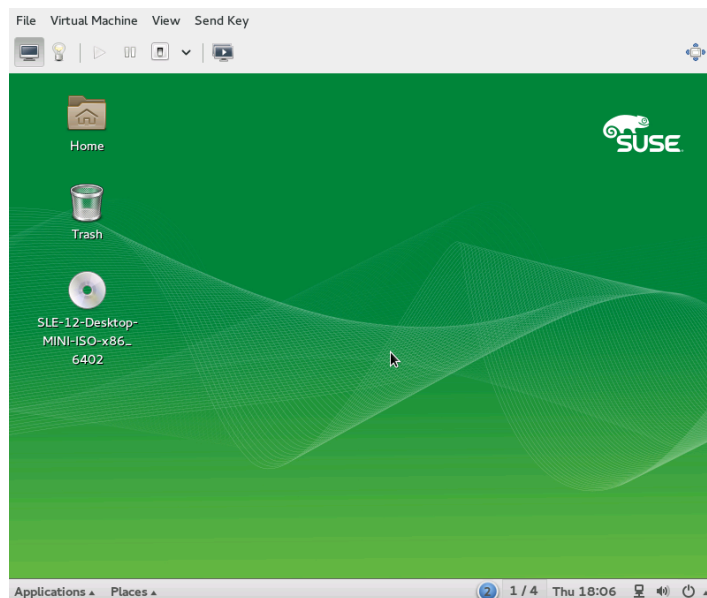 File Virtual Machine View Send Key
SUSE
Home
Trash
SLE-12-Desktop-
MINI-ISO-x86_
6402
Applications Places 2 1 / 4 Thu 18:06